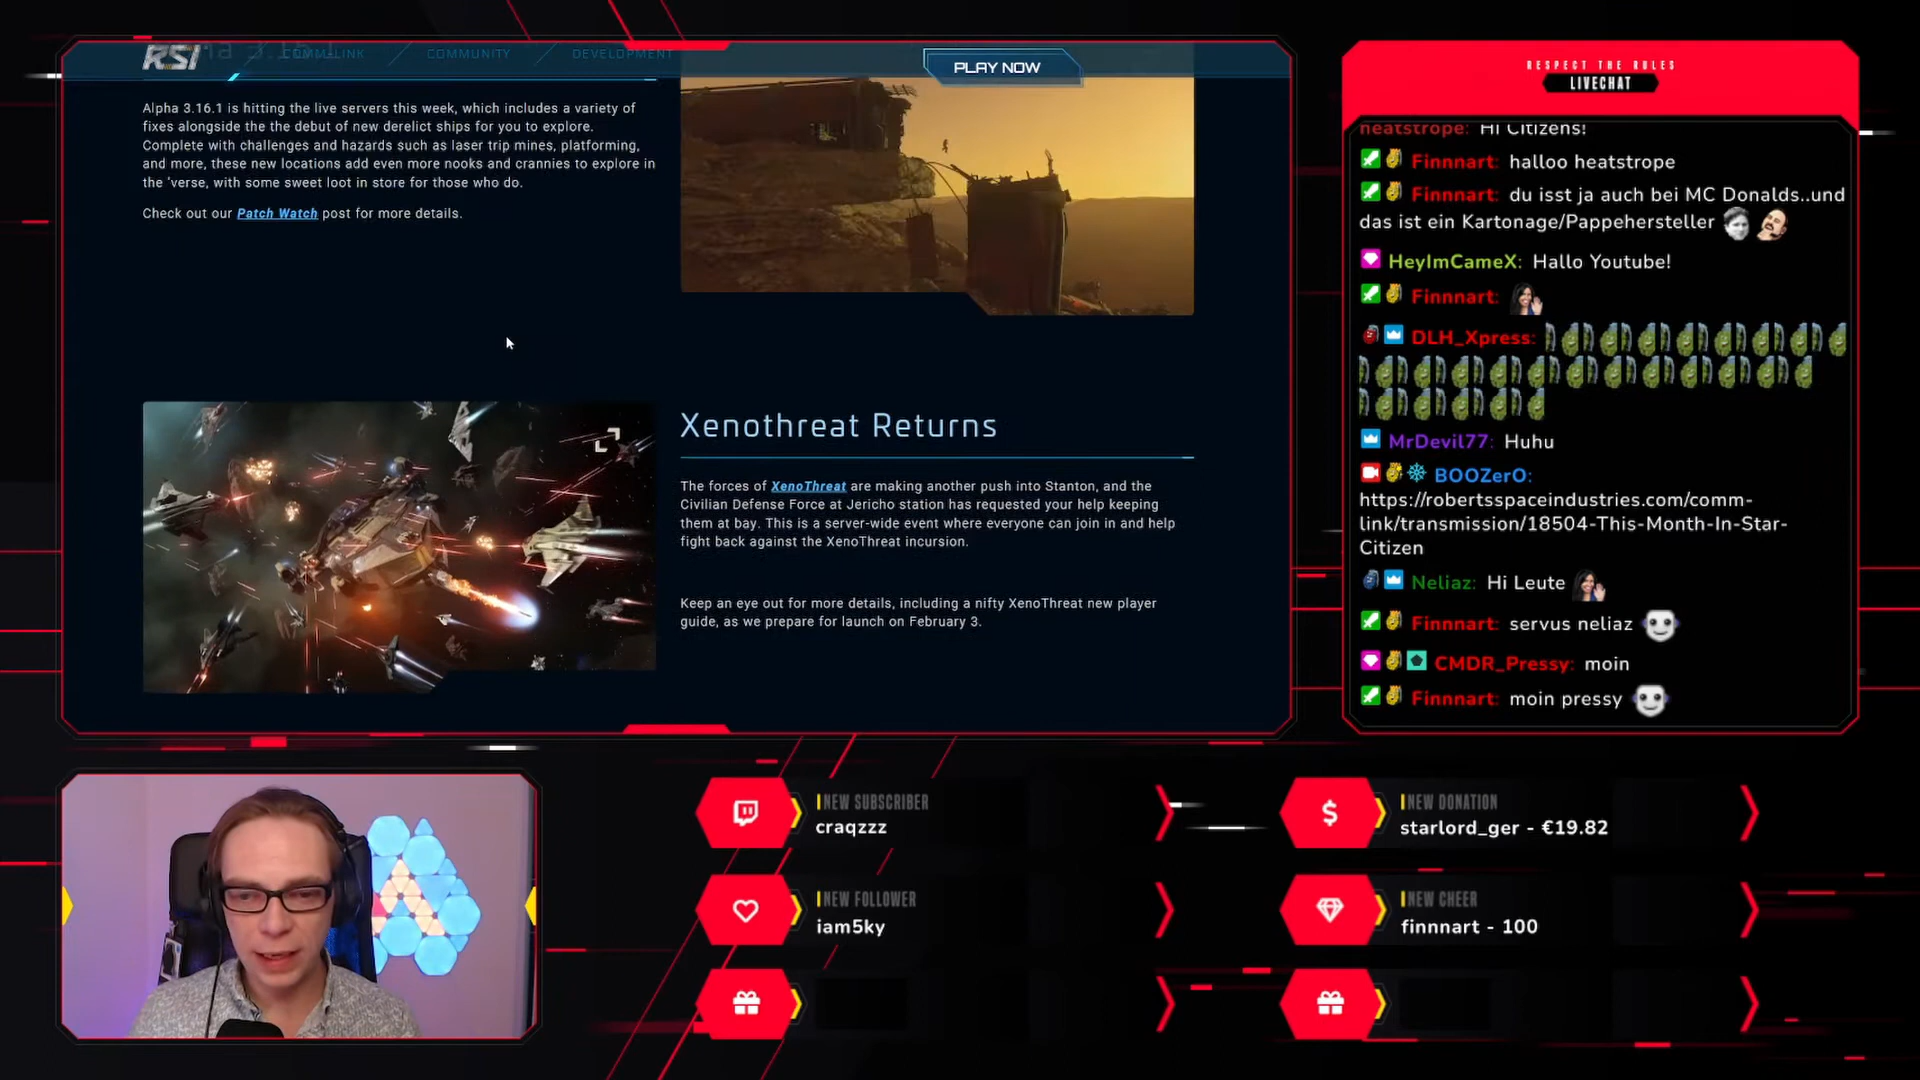 RSI
COMM-LINK
COMMUNITY
DEVELOPMENT
PLAY NOW
Alpha 3.16.1 is hitting the live servers this week, which includes a variety of
fixes alongside the the debut of new derelict ships for you to explore.
Complete with challenges and hazards such as laser trip mines, platforming,
and more, these new locations add even more nooks and crannies to explore in
the 'verse, with some sweet loot in store for those who do.
Check out our Patch Watch post for more details.
Xenothreat Returns
The forces of XenoThreat are making another push into Stanton, and the
Civilian Defense Force at Jericho station has requested your help keeping
them at bay. This is a server-wide event where everyone can join in and help
fight back against the XenoThreat incursion.
Keep an eye out for more details, including a nifty XenoThreat new player
guide, as we prepare for launch on February 3.
RESPECT THE RULES
LIVECHAT
heatstrope: Hi Citizens!
Finnnart: halloo heatstrope
Finnnart: du isst ja auch bei MC Donalds..und
das ist ein Kartonage/Pappehersteller
HeyImCameX: Hallo Youtube!
Finnnart:
DLH_Xpress:
MrDevil77: Huhu
BOOZerO:
https://robertsspaceindustries.com/comm-
link/transmission/18504-This-Month-In-Star-
Citizen
Neliaz: Hi Leute
Finnnart: servus neliaz
CMDR_Pressy: moin
Finnnart: moin pressy
NEW SUBSCRIBER
craqzzz
NEW DONATION
starlord_ger - €19.82
NEW FOLLOWER
iam5ky
NEW CHEER
finnnart - 100